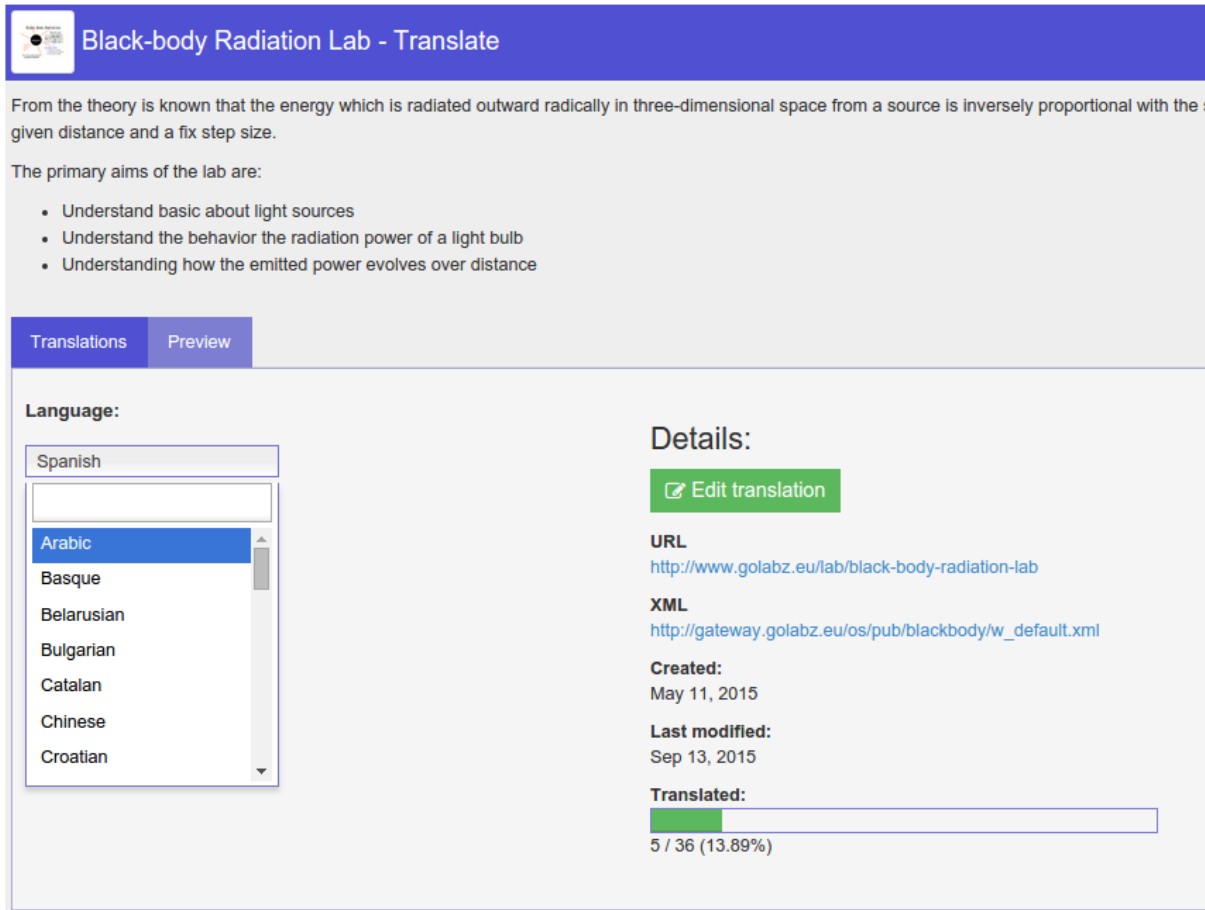 Black-body Radiation Lab - Translate
From the theory is known that the energy which is radiated outward radically in three-dimensional space from a source is inversely proportional with the
given distance and a fix step size.
The primary aims of the lab are:
• Understand basic about light sources
• Understand the behavior the radiation power of a light bulb
• Understanding how the emitted power evolves over distance
Translations
Preview
Language:
Spanish
Arabic
Basque
Belarusian
Bulgarian
Catalan
Chinese
Croatian
Details:
Edit translation
URL
http://www.golabz.eu/lab/black-body-radiation-lab
XML
http://gateway.golabz.eu/os/pub/blackbody/w_default.xml
Created:
May 11, 2015
Last modified:
Sep 13, 2015
Translated:
5 / 36 (13.89%)